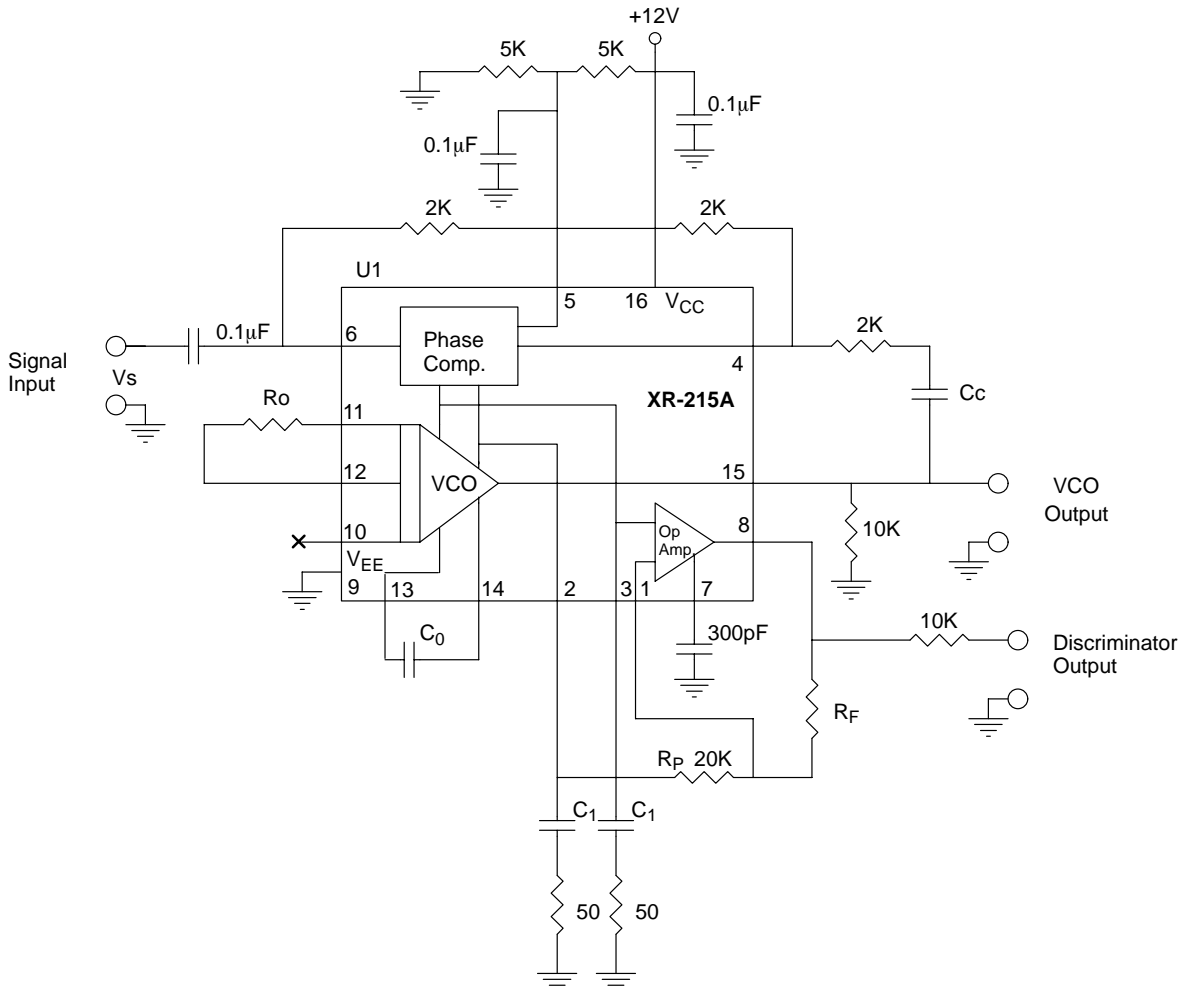 +12V
5K
5K
0.1µF
0.1µF
2K
2K
U1
5
16
VCC
0.1µF
6
Phase
Comp.
4
2K
Signal
Input
Vs
Cc
XR-215A
Ro
11
12
VCO
15
VCO
Output
10
VEE
Op
Amp.
8
10K
9
13
14
2
3
1
7
C0
300pF
10K
Discriminator
Output
RF
RP
20K
C1
C1
50
50